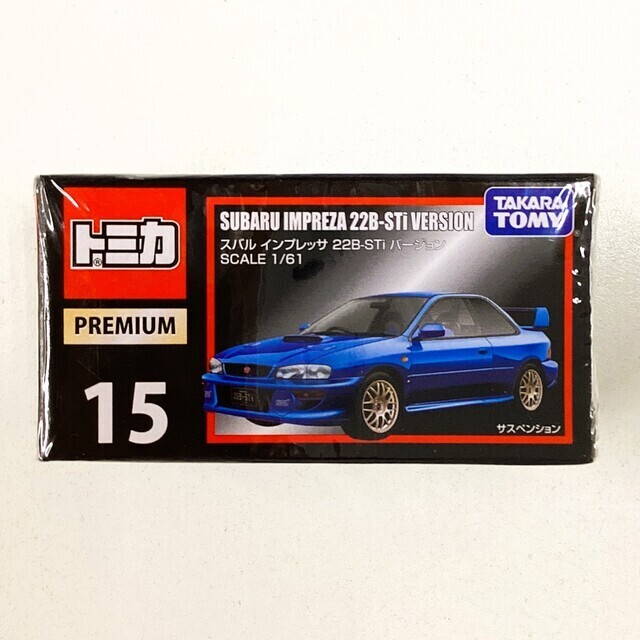 トミカ
®
PREMIUM
15
SUBARU IMPREZA 22B-STi VERSION
スバル インプレッサ 22B-STi バージョン
SCALE 1/61
TAKARA
TOMY
22B-STi
サスペンション